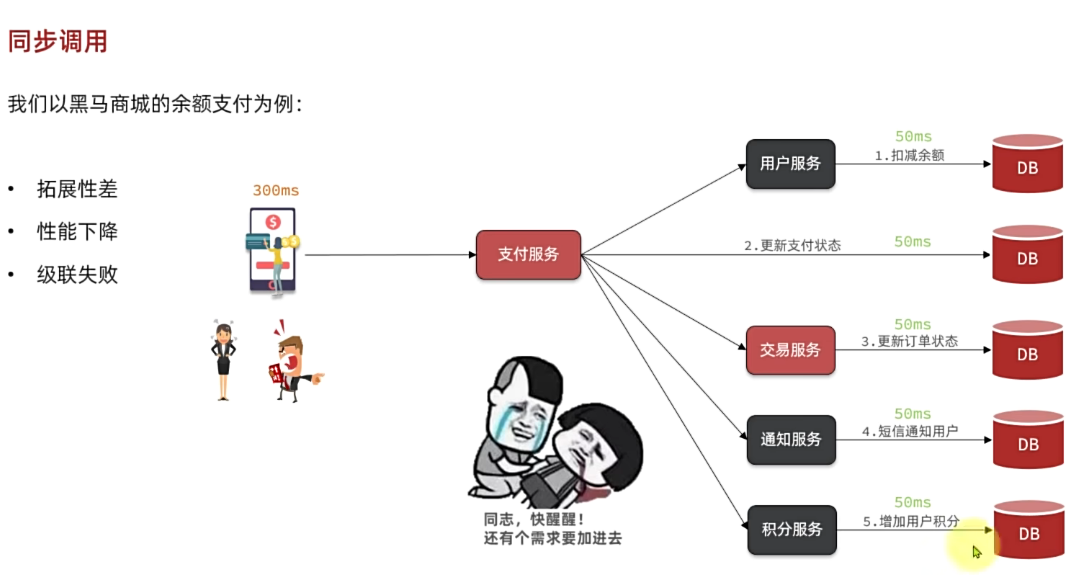 同步调用
我们以黑马商城的余额支付为例：
• 拓展性差
• 性能下降
• 级联失败
300ms
支付服务
用户服务
50ms
1.扣减余额
DB
2.更新支付状态
50ms
DB
交易服务
50ms
3.更新订单状态
DB
通知服务
50ms
4.短信通知用户
DB
积分服务
50ms
5.增加用户积分
DB
同志，快醒醒！
还有个需求要加进去